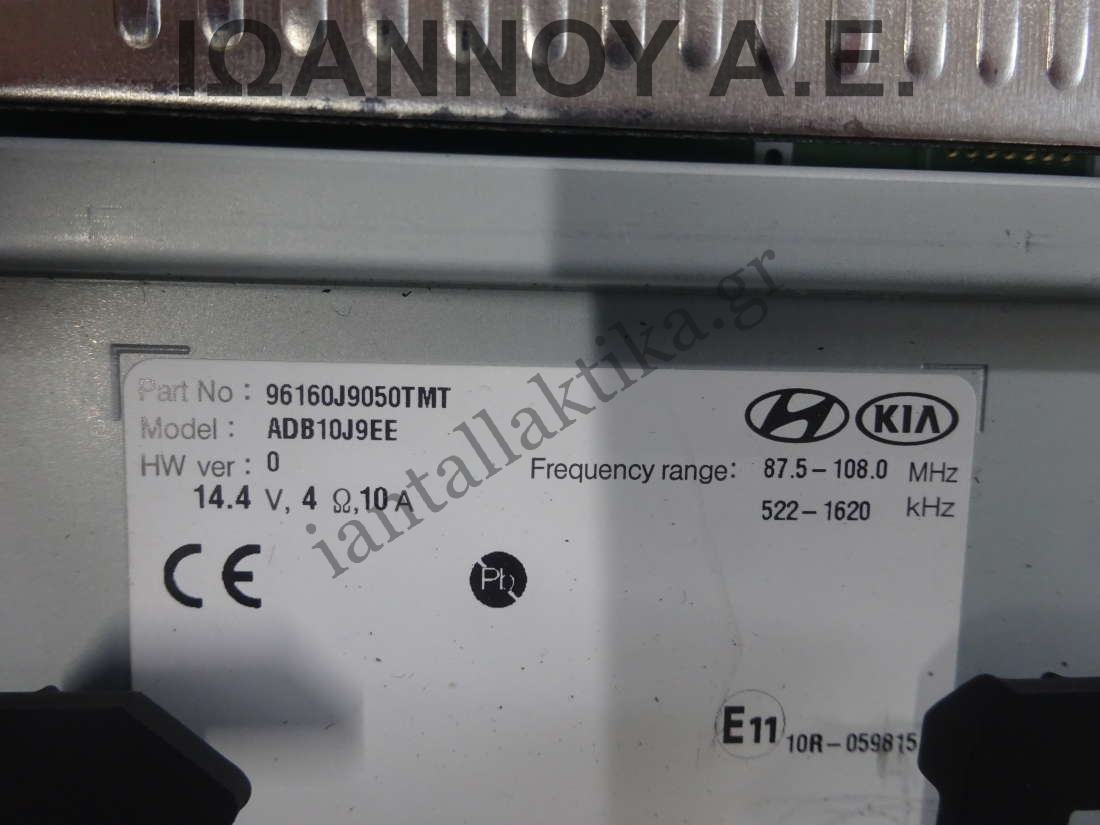 ΙΩΑΝΝΟΥ Α.Ε.
Part No : 96160J9050TMT
Model : ADB10J9EE
HW ver : 0
14.4 V, 4 Ω, 10 A
KIA
Frequency range: 87.5-108.0 MHz
522-1620 kHz
CE
Pb
E11 10R-059815
iantallaktika.gr